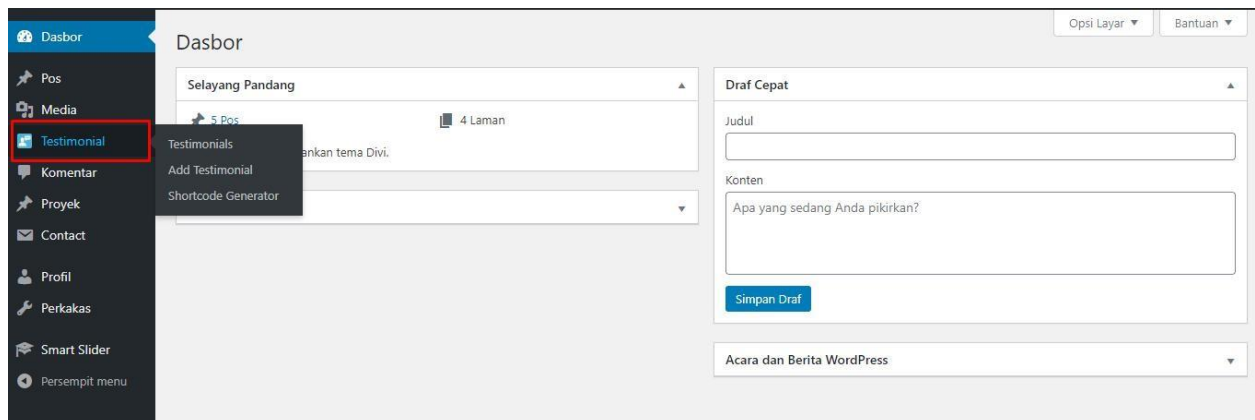 Dasbor
Pos
Media
Testimonial
Komentar
Proyek
Contact
Profil
Perkakas
Smart Slider
Persempit menu
Testimonials
Add Testimonial
Shortcode Generator
Opsi Layar
Bantuan
Dasbor
Selayang Pandang
5 Pos
4 Laman
tema Divi.
Draf Cepat
Judul
Konten
Apa yang sedang Anda pikirkan?
Simpan Draf
Acara dan Berita WordPress